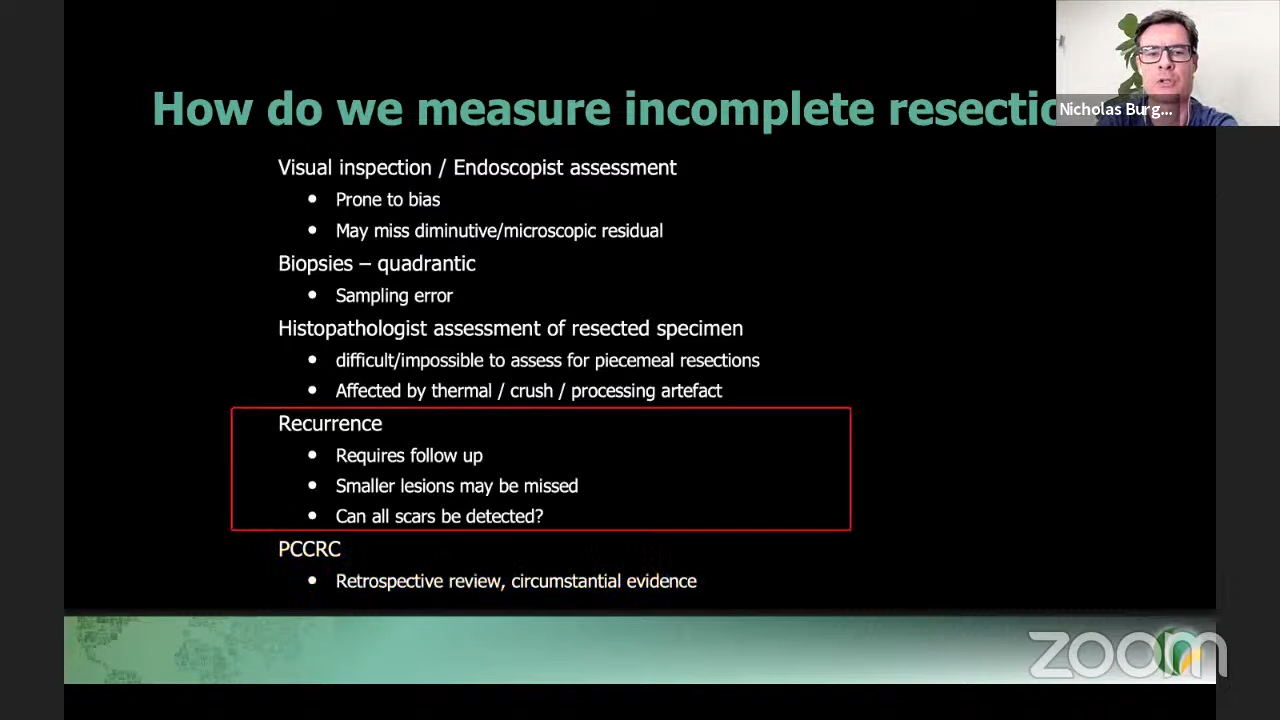 How do we measure incomplete resectio
Nicholas Burg...
Visual inspection / Endoscopist assessment
• Prone to bias
• May miss diminutive/microscopic residual
Biopsies – quadrantic
• Sampling error
Histopathologist assessment of resected specimen
• difficult/impossible to assess for piecemeal resections
• Affected by thermal / crush / processing artefact
Recurrence
• Requires follow up
• Smaller lesions may be missed
• Can all scars be detected?
PCCRC
• Retrospective review, circumstantial evidence
zoom